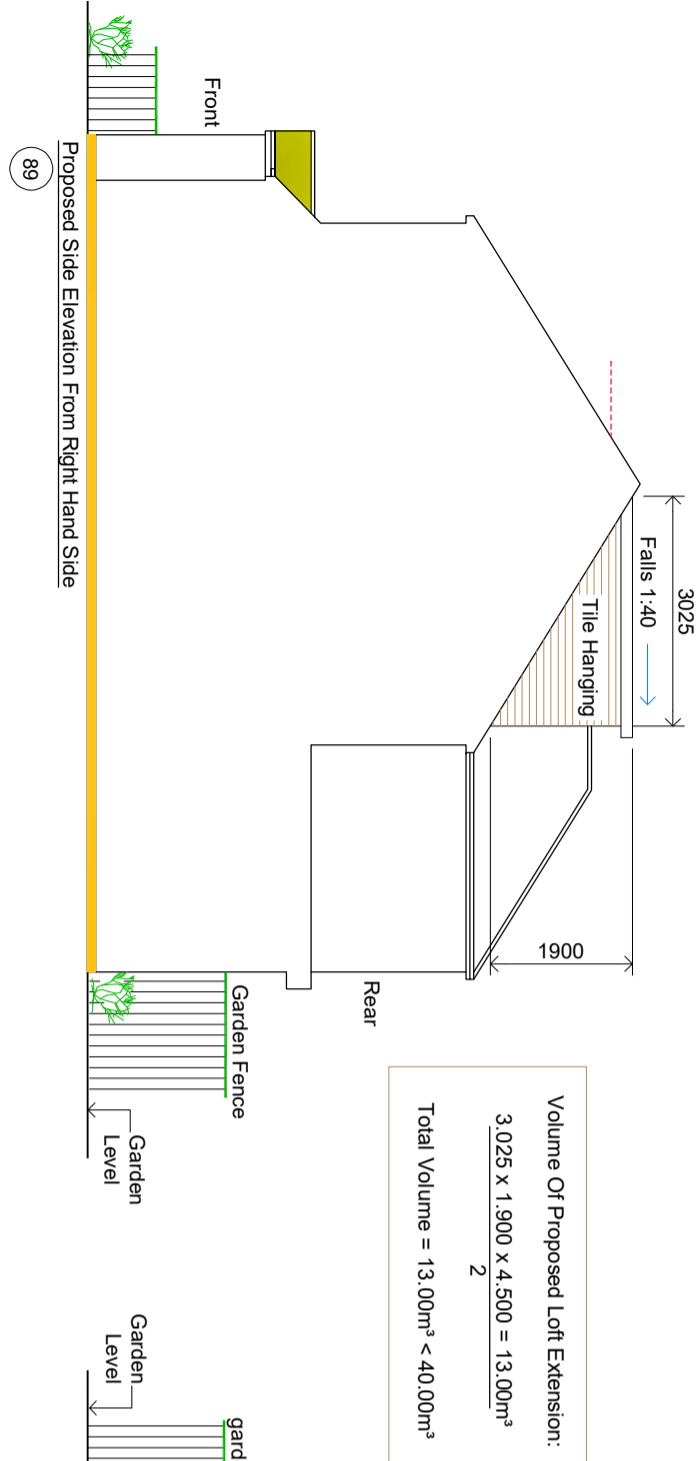 3025
Falls 1:40
Tile Hanging
1900
Front
Rear
Garden Fence
Garden
Level
Garden
Level
gard
Proposed Side Elevation From Right Hand Side
89
Volume Of Proposed Loft Extension:
3.025 x 1.900 x 4.500 = 13.00m³
2
Total Volume = 13.00m³ < 40.00m³